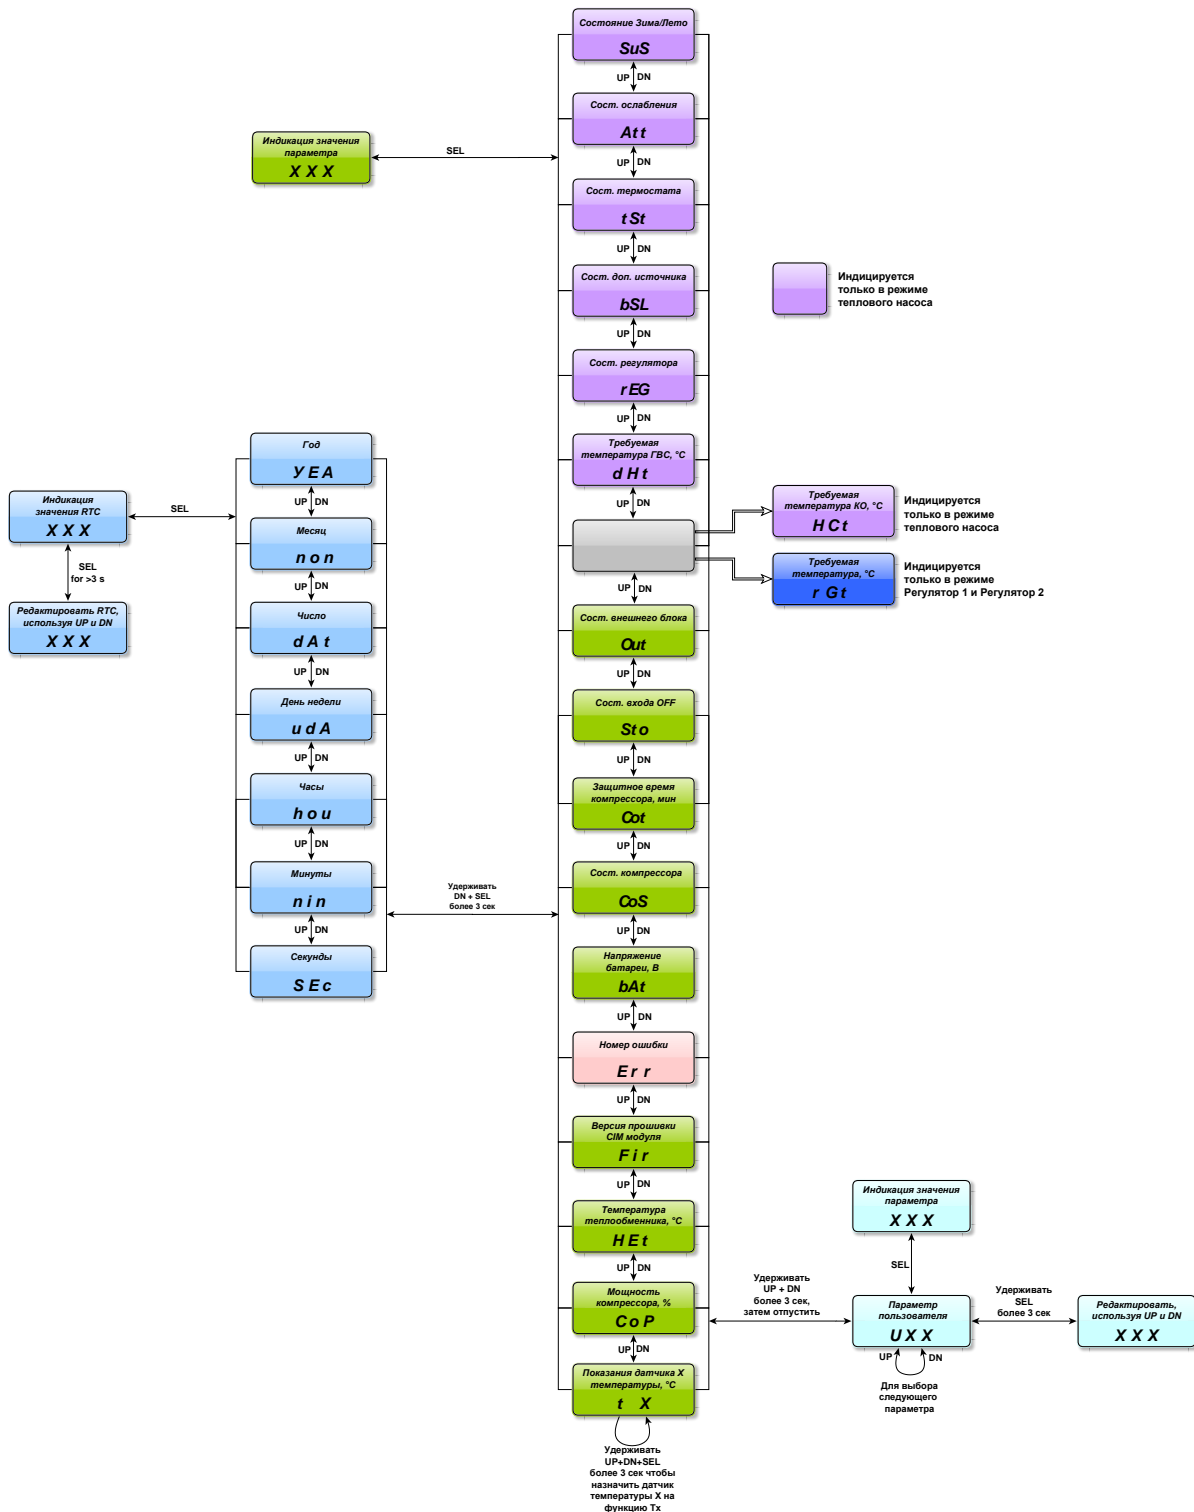 Состояние Зима/Лето
SuS
UP DN
Сост. ослабления
Att
UP DN
Индикация значения
параметра
X X X
SEL
Сост. термостата
tSt
UP DN
Сост. доп. источника
bSL
UP DN
Индицируется
только в режиме
теплового насоса
Сост. регулятора
rEG
UP DN
Требуемая
температура ГВС, °C
dHt
UP DN
Требуемая
температура КО, °C
HCt
Индицируется
только в режиме
теплового насоса
Требуемая
температура, °C
rGt
Индицируется
только в режиме
Регулятор 1 и Регулятор 2
UP DN
Сост. внешнего блока
Out
UP DN
Сост. входа OFF
Sto
UP DN
Защитное время
компрессора, мин
Cot
UP DN
Сост. компрессора
CoS
UP DN
Напряжение
батареи, В
bAt
UP DN
Номер ошибки
Err
UP DN
Версия прошивки
CIM модуля
Fir
UP DN
Температура
теплообменника, °C
HEt
UP DN
Мощность
компрессора, %
CoP
UP DN
Показания датчика X
температуры, °C
t X
Удерживать
UP+DN+SEL
более 3 сек чтобы
назначить датчик
температуры X на
функцию Tx
Год
YEA
UP DN
Месяц
non
UP DN
Число
dAt
UP DN
День недели
udA
UP DN
Часы
hou
UP DN
Минуты
nin
UP DN
Секунды
SEc
Индикация
значения RTC
X X X
SEL
SEL
for >3 s
Редактировать RTC,
используя UP и DN
X X X
Удерживать
DN + SEL
более 3 сек
Удерживать
UP + DN
более 3 сек,
затем отпустить
Индикация значения
параметра
X X X
SEL
Параметр
пользователя
UXX
UP DN
Для выбора
следующего
параметра
Удерживать
SEL
более 3 сек
Редактировать,
используя UP и DN
X X X